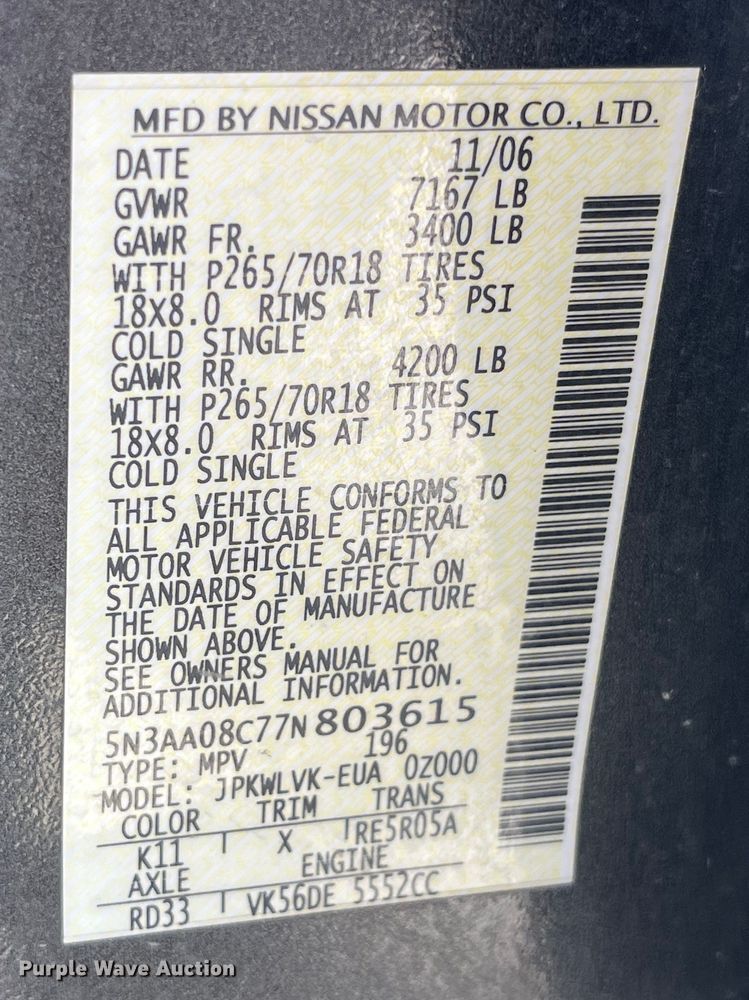 MFD BY NISSAN MOTOR CO., LTD.
DATE 11/06
GVWR 7167 LB
GAWR FR. 3400 LB
WITH P265/70R18 TIRES
18X8.0 RIMS AT 35 PSI
COLD SINGLE
GAWR RR. 4200 LB
WITH P265/70R18 TIRES
18X8.0 RIMS AT 35 PSI
COLD SINGLE
THIS VEHICLE CONFORMS TO
ALL APPLICABLE FEDERAL
MOTOR VEHICLE SAFETY
STANDARDS IN EFFECT ON
THE DATE OF MANUFACTURE
SHOWN ABOVE.
SEE OWNERS MANUAL FOR
ADDITIONAL INFORMATION.
5N3AA08C77N803615
TYPE: MPV 196
MODEL: JPKWLVK-EUA 0Z000
COLOR TRIM TRANS
K11 X RE5R05A
AXLE ENGINE
RD33 VK56DE 5552CC
Purple Wave Auction